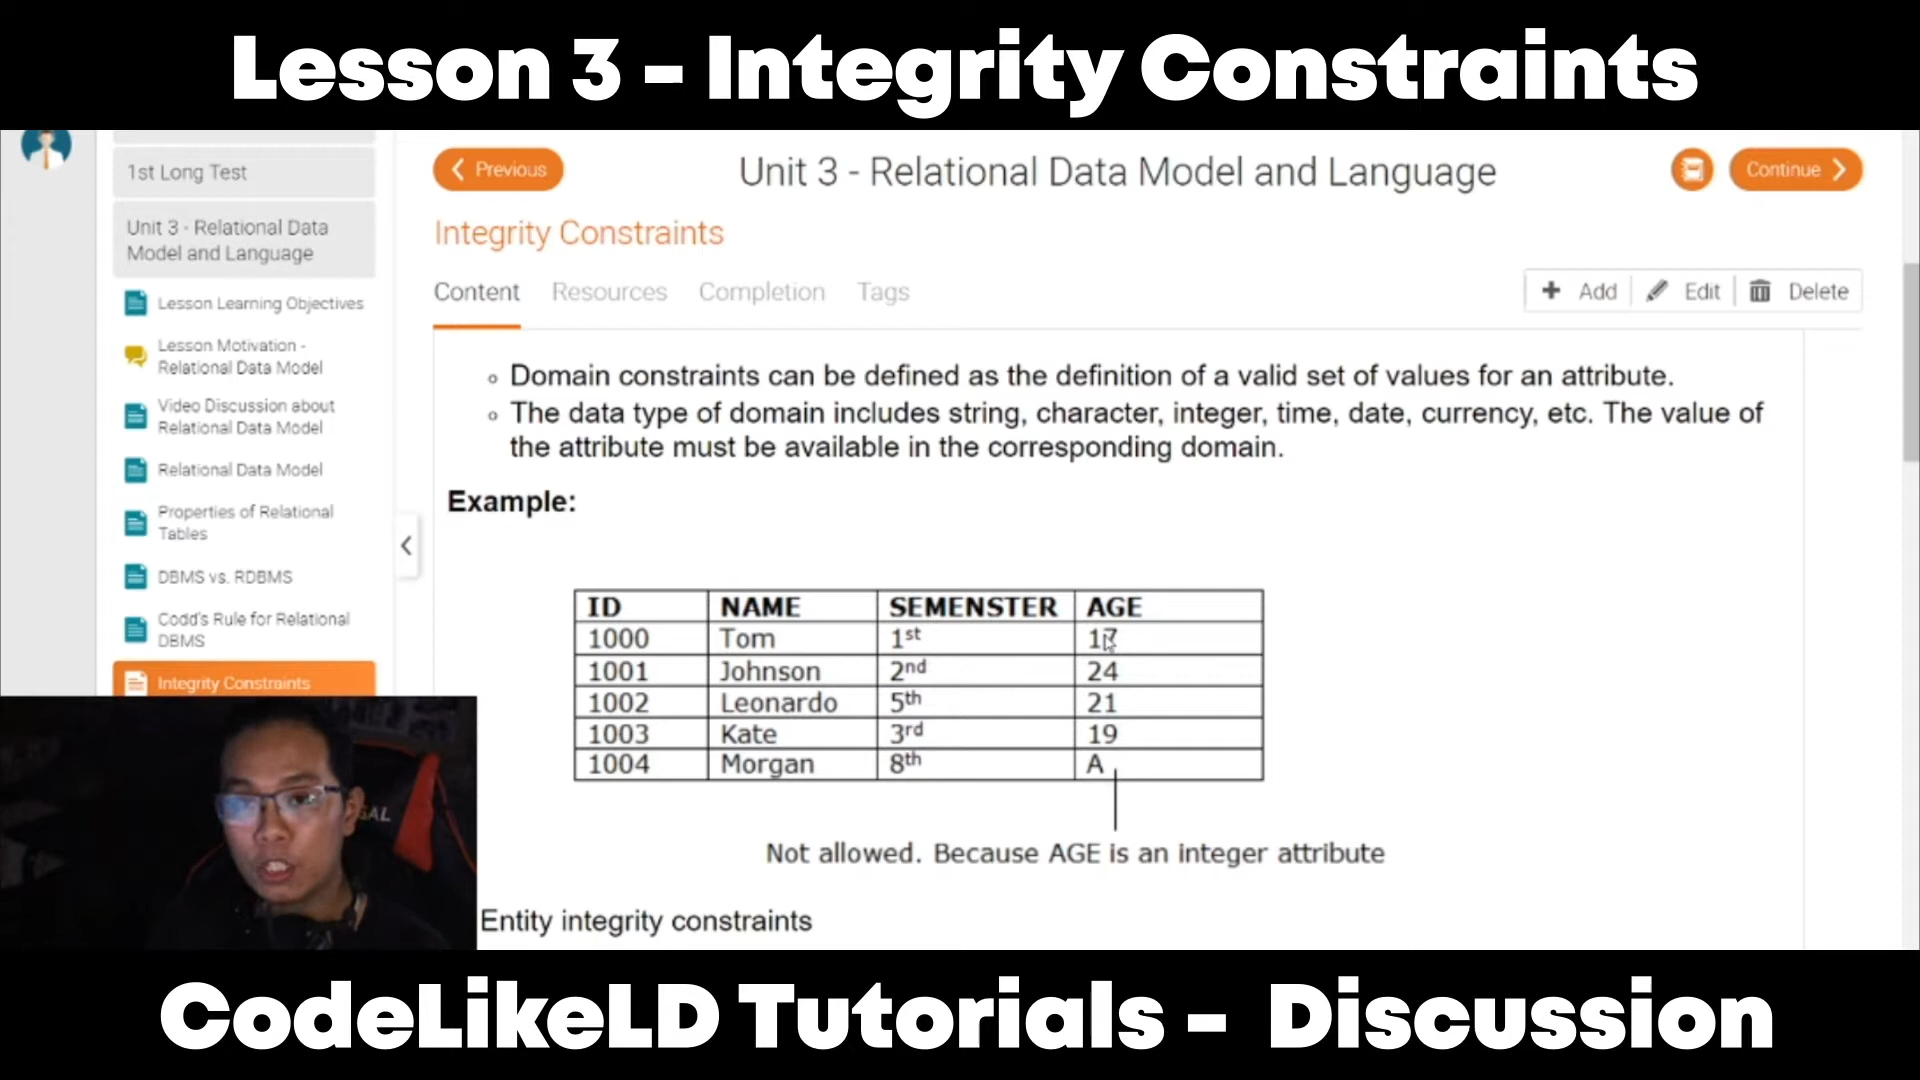 Lesson 3 – Integrity Constraints
1st Long Test
Unit 3 - Relational Data
Model and Language
Lesson Learning Objectives
Lesson Motivation -
Relational Data Model
Video Discussion about
Relational Data Model
Relational Data Model
Properties of Relational
Tables
DBMS vs. RDBMS
Codd's Rule for Relational
DBMS
Integrity Constraints
Previous
Unit 3 - Relational Data Model and Language
Continue
Integrity Constraints
Content Resources Completion Tags
Add Edit Delete
Domain constraints can be defined as the definition of a valid set of values for an attribute.
The data type of domain includes string, character, integer, time, date, currency, etc. The value of
the attribute must be available in the corresponding domain.
Example:
ID NAME SEMENSTER AGE
1000 Tom 1st 17
1001 Johnson 2nd 24
1002 Leonardo 5th 21
1003 Kate 3rd 19
1004 Morgan 8th A
Not allowed. Because AGE is an integer attribute
Entity integrity constraints
CodeLikeLD Tutorials – Discussion